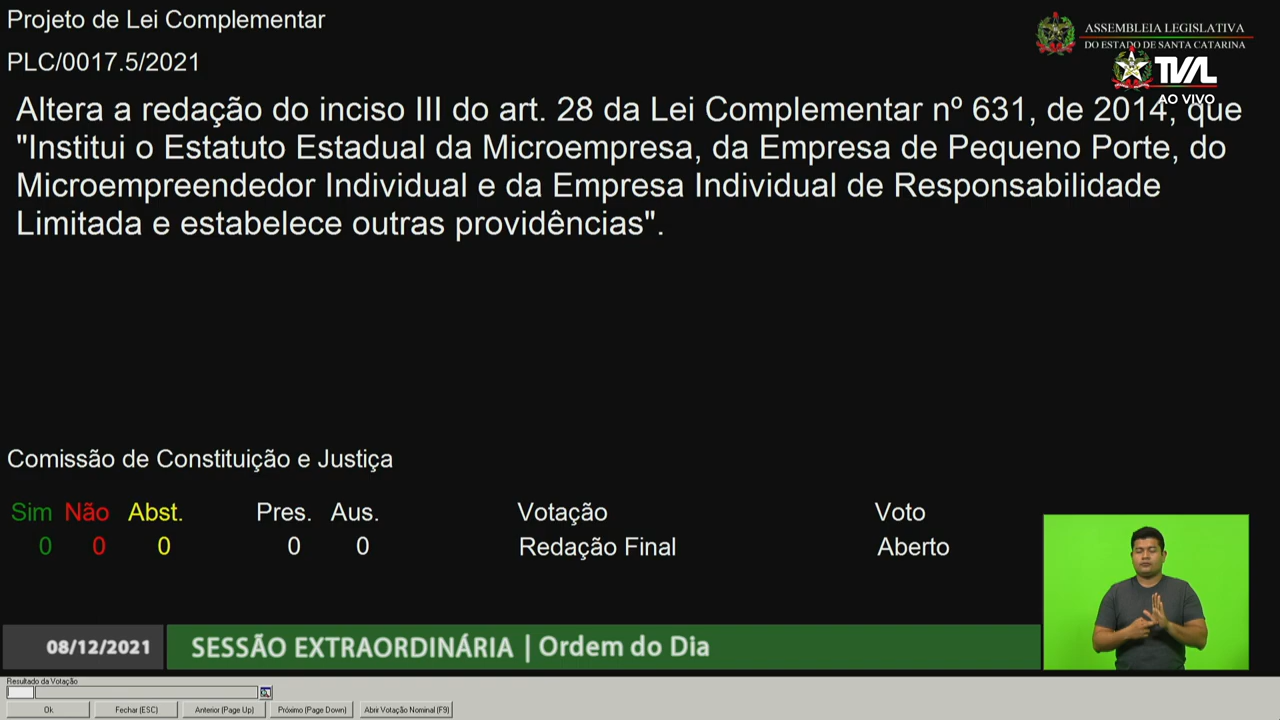 Projeto de Lei Complementar
PLC/0017.5/2021
ASSEMBLEIA LEGISLATIVA
DO ESTADO DE SANTA CATARINA
TVAL
AO VIVO
Altera a redação do inciso III do art. 28 da Lei Complementar nº 631, de 2014, que
"Institui o Estatuto Estadual da Microempresa, da Empresa de Pequeno Porte, do
Microempreendedor Individual e da Empresa Individual de Responsabilidade
Limitada e estabelece outras providências".
Comissão de Constituição e Justiça
Sim Não Abst. Pres. Aus. Votação Voto
0 0 0 0 0 Redação Final Aberto
08/12/2021 SESSÃO EXTRAORDINÁRIA | Ordem do Dia
Resultado da Votação
Ok Fechar (ESC) Anterior (Page Up) Próximo (Page Down) Abrir Votação Nominal (F9)